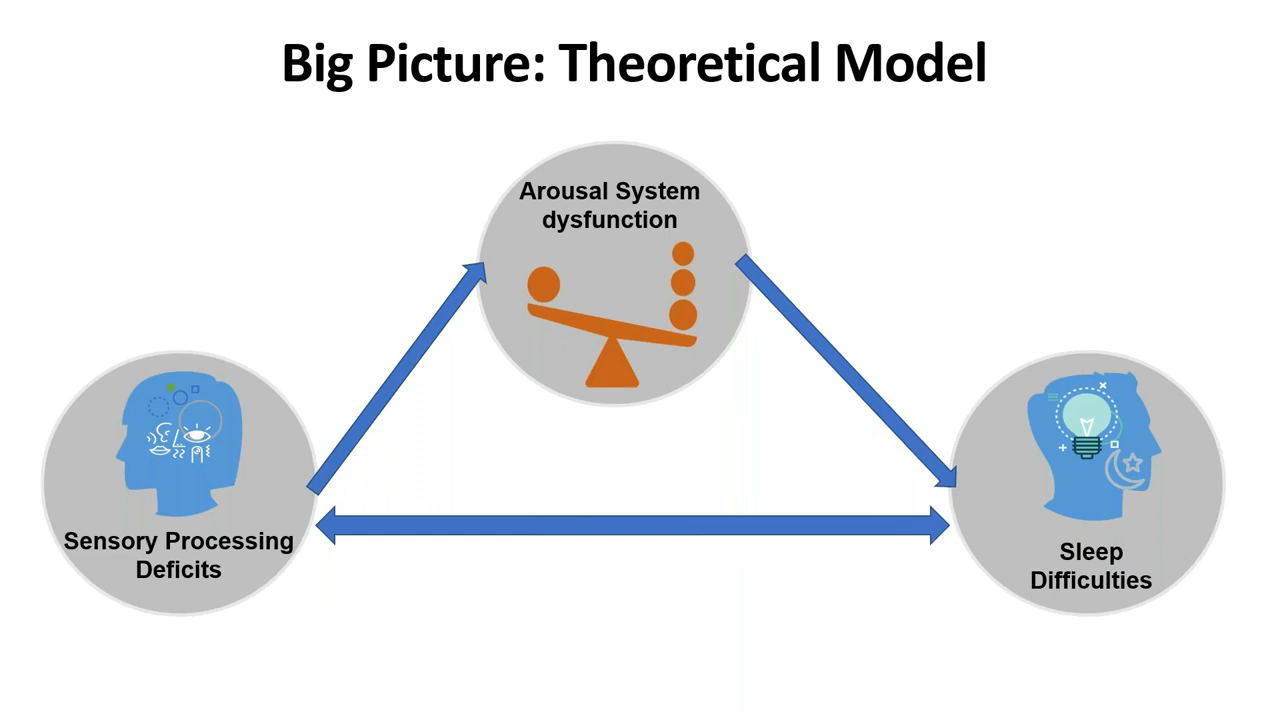 Big Picture: Theoretical Model
Arousal System
dysfunction
Sensory Processing
Deficits
Sleep
Difficulties